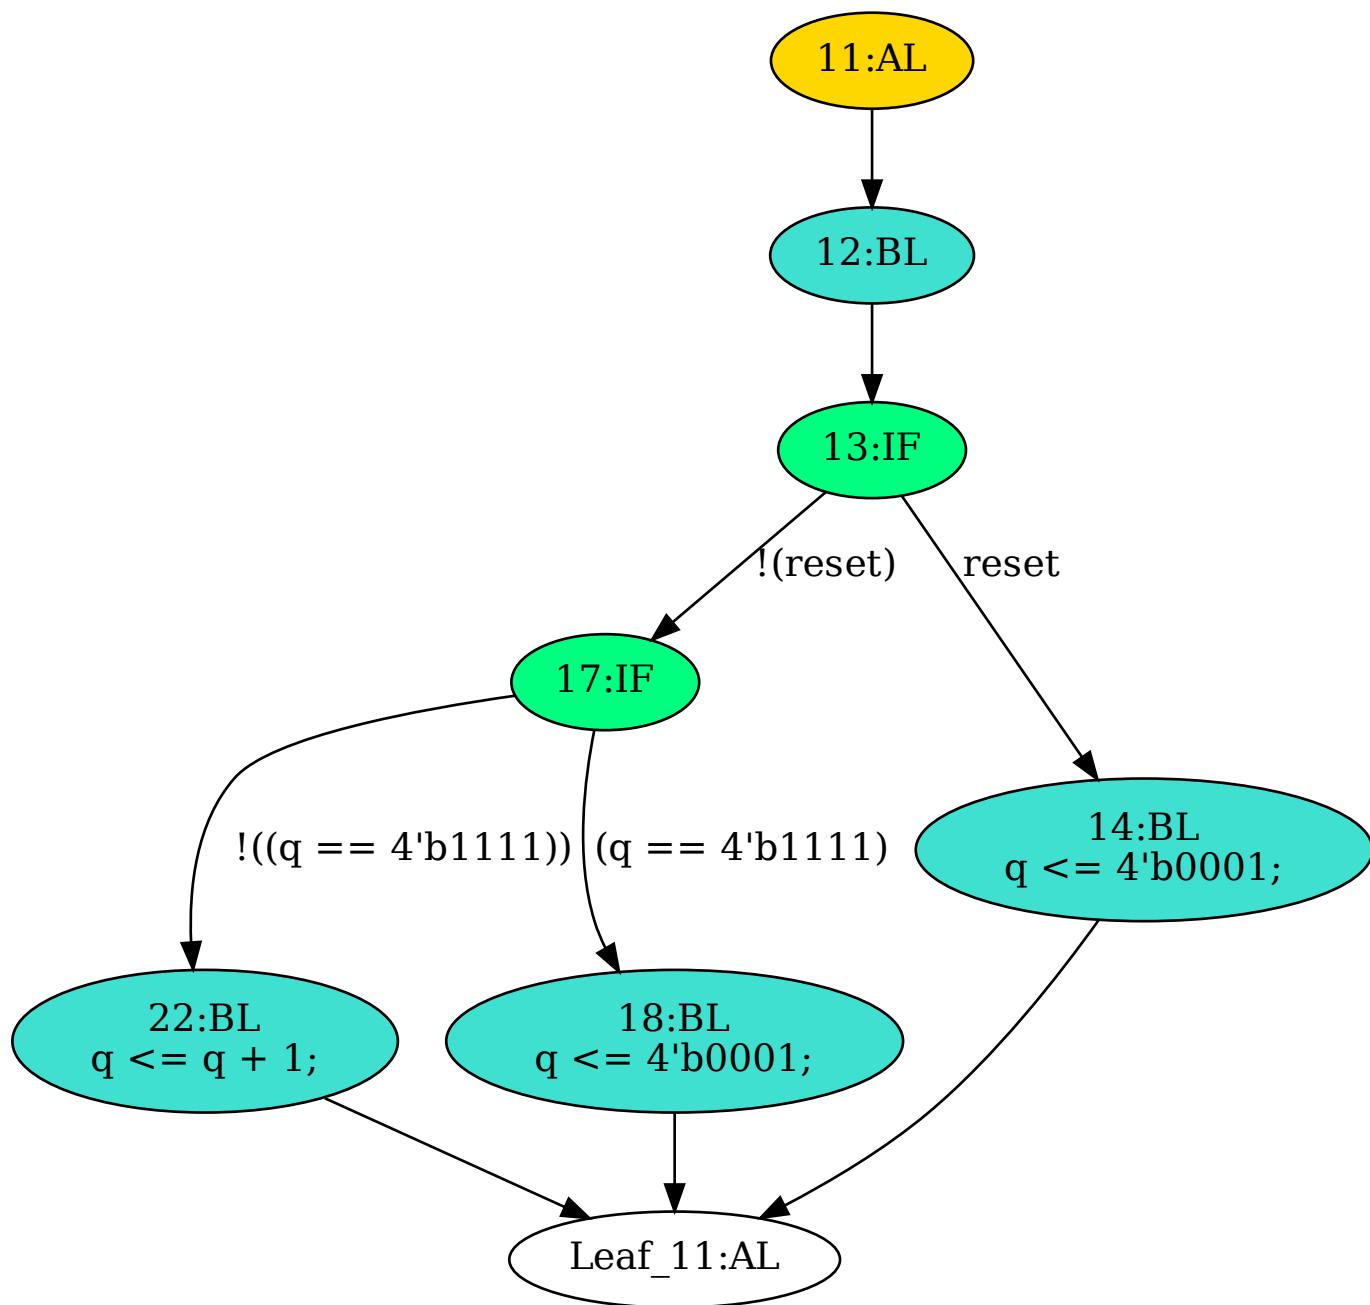 11:AL
12:BL
13:IF
!(reset)
reset
17:IF
!((q == 4'b1111))
(q == 4'b1111)
14:BL
q <= 4'b0001;
22:BL
q <= q + 1;
18:BL
q <= 4'b0001;
Leaf_11:AL